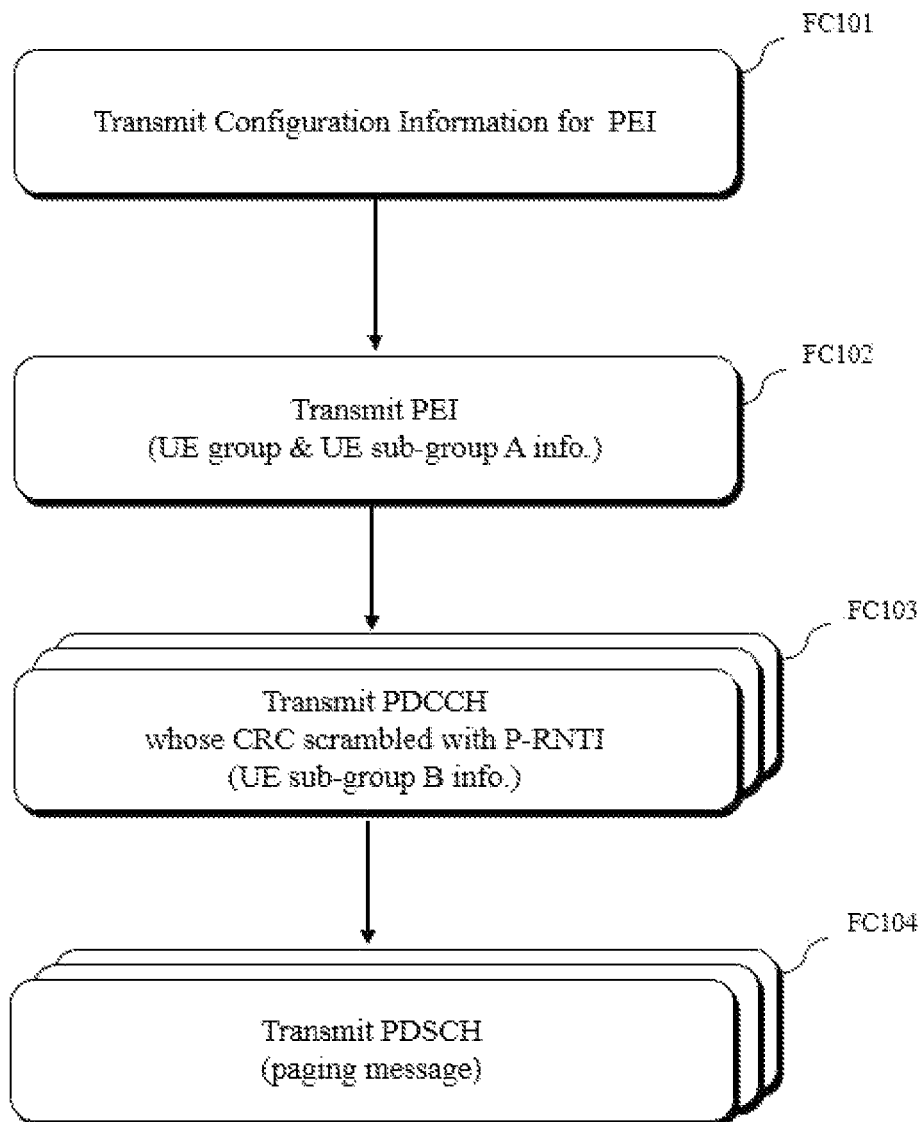 FC101
Transmit Configuration Information for PEI
FC102
Transmit PEI
(UE group & UE sub-group A info.)
FC103
Transmit PDCCH
whose CRC scrambled with P-RNTI
(UE sub-group B info.)
FC104
Transmit PDSCH
(paging message)